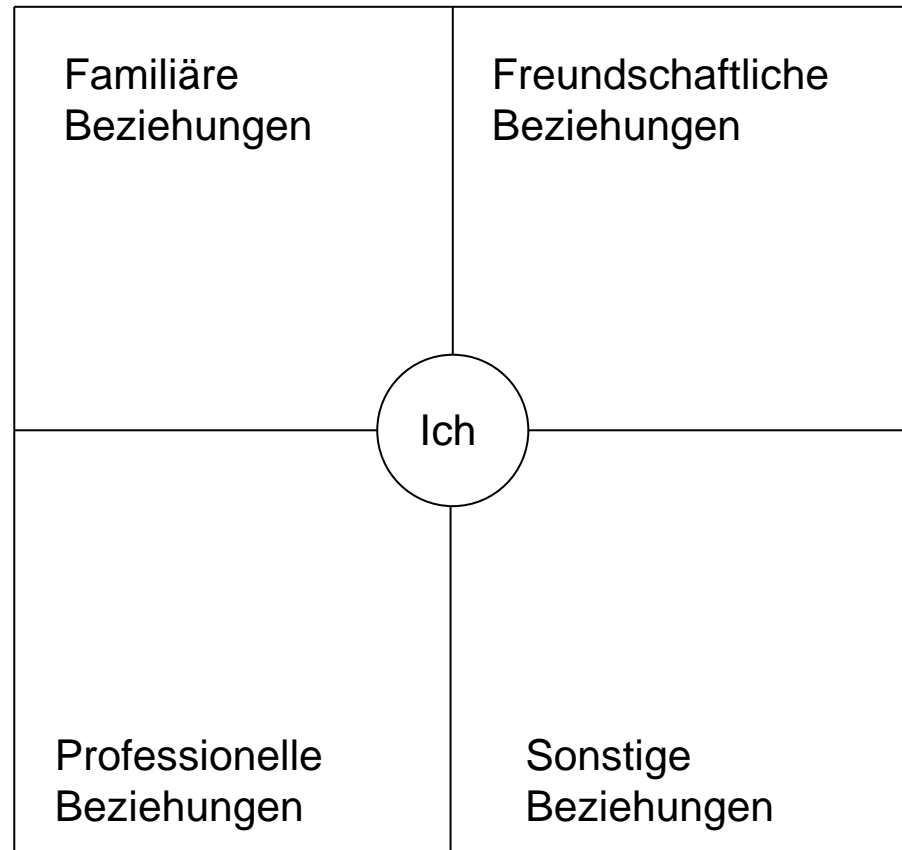 Familiäre
Beziehungen
Freundschaftliche
Beziehungen
Ich
Professionelle
Beziehungen
Sonstige
Beziehungen